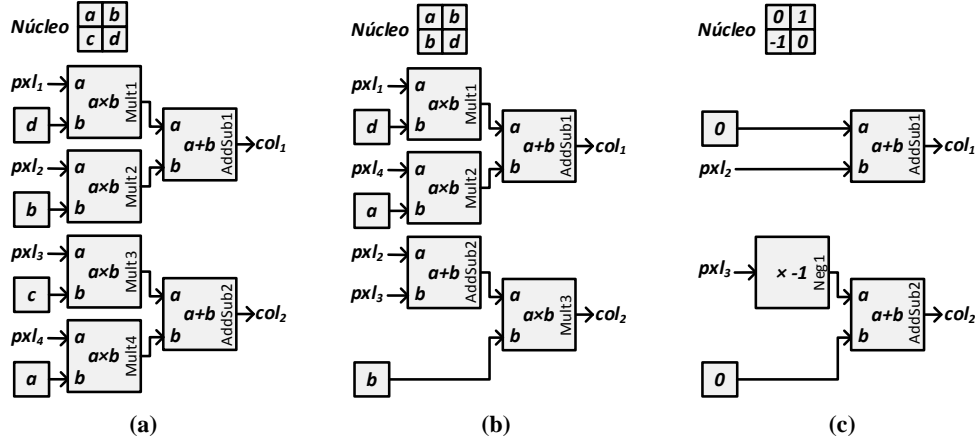 Núcleo
a b
c d
pxl₁
a
a×b
b
Mult1
d
pxl₂
a
a×b
b
Mult2
b
a
a+b
b
AddSub1
col₁
pxl₃
a
a×b
b
Mult3
c
pxl₄
a
a×b
b
Mult4
a
a
a+b
b
AddSub2
col₂
(a)
Núcleo
a b
b d
pxl₁
a
a×b
b
Mult1
d
pxl₄
a
a×b
b
Mult2
a
a
a+b
b
AddSub1
col₁
pxl₂
a
a+b
pxl₃
b
AddSub2
b
a
a×b
b
Mult3
col₂
(b)
Núcleo
0 1
-1 0
0
pxl₂
a
a+b
b
AddSub1
col₁
pxl₃
× -1
Neg1
0
a
a+b
b
AddSub2
col₂
(c)